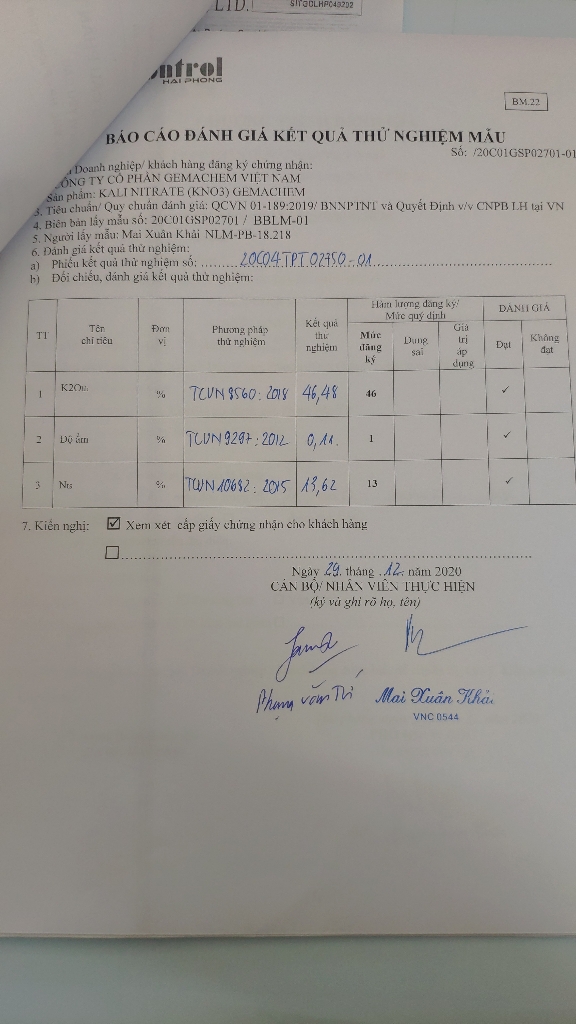 LTD.
SITGOLHP049202
ntrol
HAI PHONG
BM.22
BÁO CÁO ĐÁNH GIÁ KẾT QUẢ THỬ NGHIỆM MẪU
Số: /20C01GSP02701-01
Doanh nghiệp/ khách hàng đăng ký chứng nhận:
CÔNG TY CỔ PHẦN GEMACHEM VIỆT NAM
Sản phẩm: KALI NITRATE (KNO3) GEMACHEM
3. Tiêu chuẩn/ Quy chuẩn đánh giá: QCVN 01-189:2019/ BNNPTNT và Quyết Định v/v CNPB LH tại VN
4. Biên bản lấy mẫu số: 20C01GSP02701 / BBLM-01
5. Người lấy mẫu: Mai Xuân Khải NLM-PB-18.218
6. Đánh giá kết quả thử nghiệm:
a) Phiếu kết quả thử nghiệm số: 20C04TPT02750-01
b) Đối chiếu, đánh giá kết quả thử nghiệm:
TT Tên chỉ tiêu Đơn vị Phương pháp thử nghiệm Kết quả thử nghiệm Hàm lượng đăng ký/ Mức quy định ĐÁNH GIÁ
Mức đăng ký Dung sai Giá trị áp dụng Đạt Không đạt
1 K2Ohh % TCVN 8560:2018 46,48 46 ✓
2 Độ ẩm % TCVN 9297:2012 0,11 1 ✓
3 Nts % TCVN 10682:2015 13,62 13 ✓
7. Kiến nghị: ☑ Xem xét cấp giấy chứng nhận cho khách hàng
☐
Ngày 29 tháng 12 năm 2020
CÁN BỘ/ NHÂN VIÊN THỰC HIỆN
(ký và ghi rõ họ, tên)
Phạm Văn Trí Mai Xuân Khải
VNC 0544